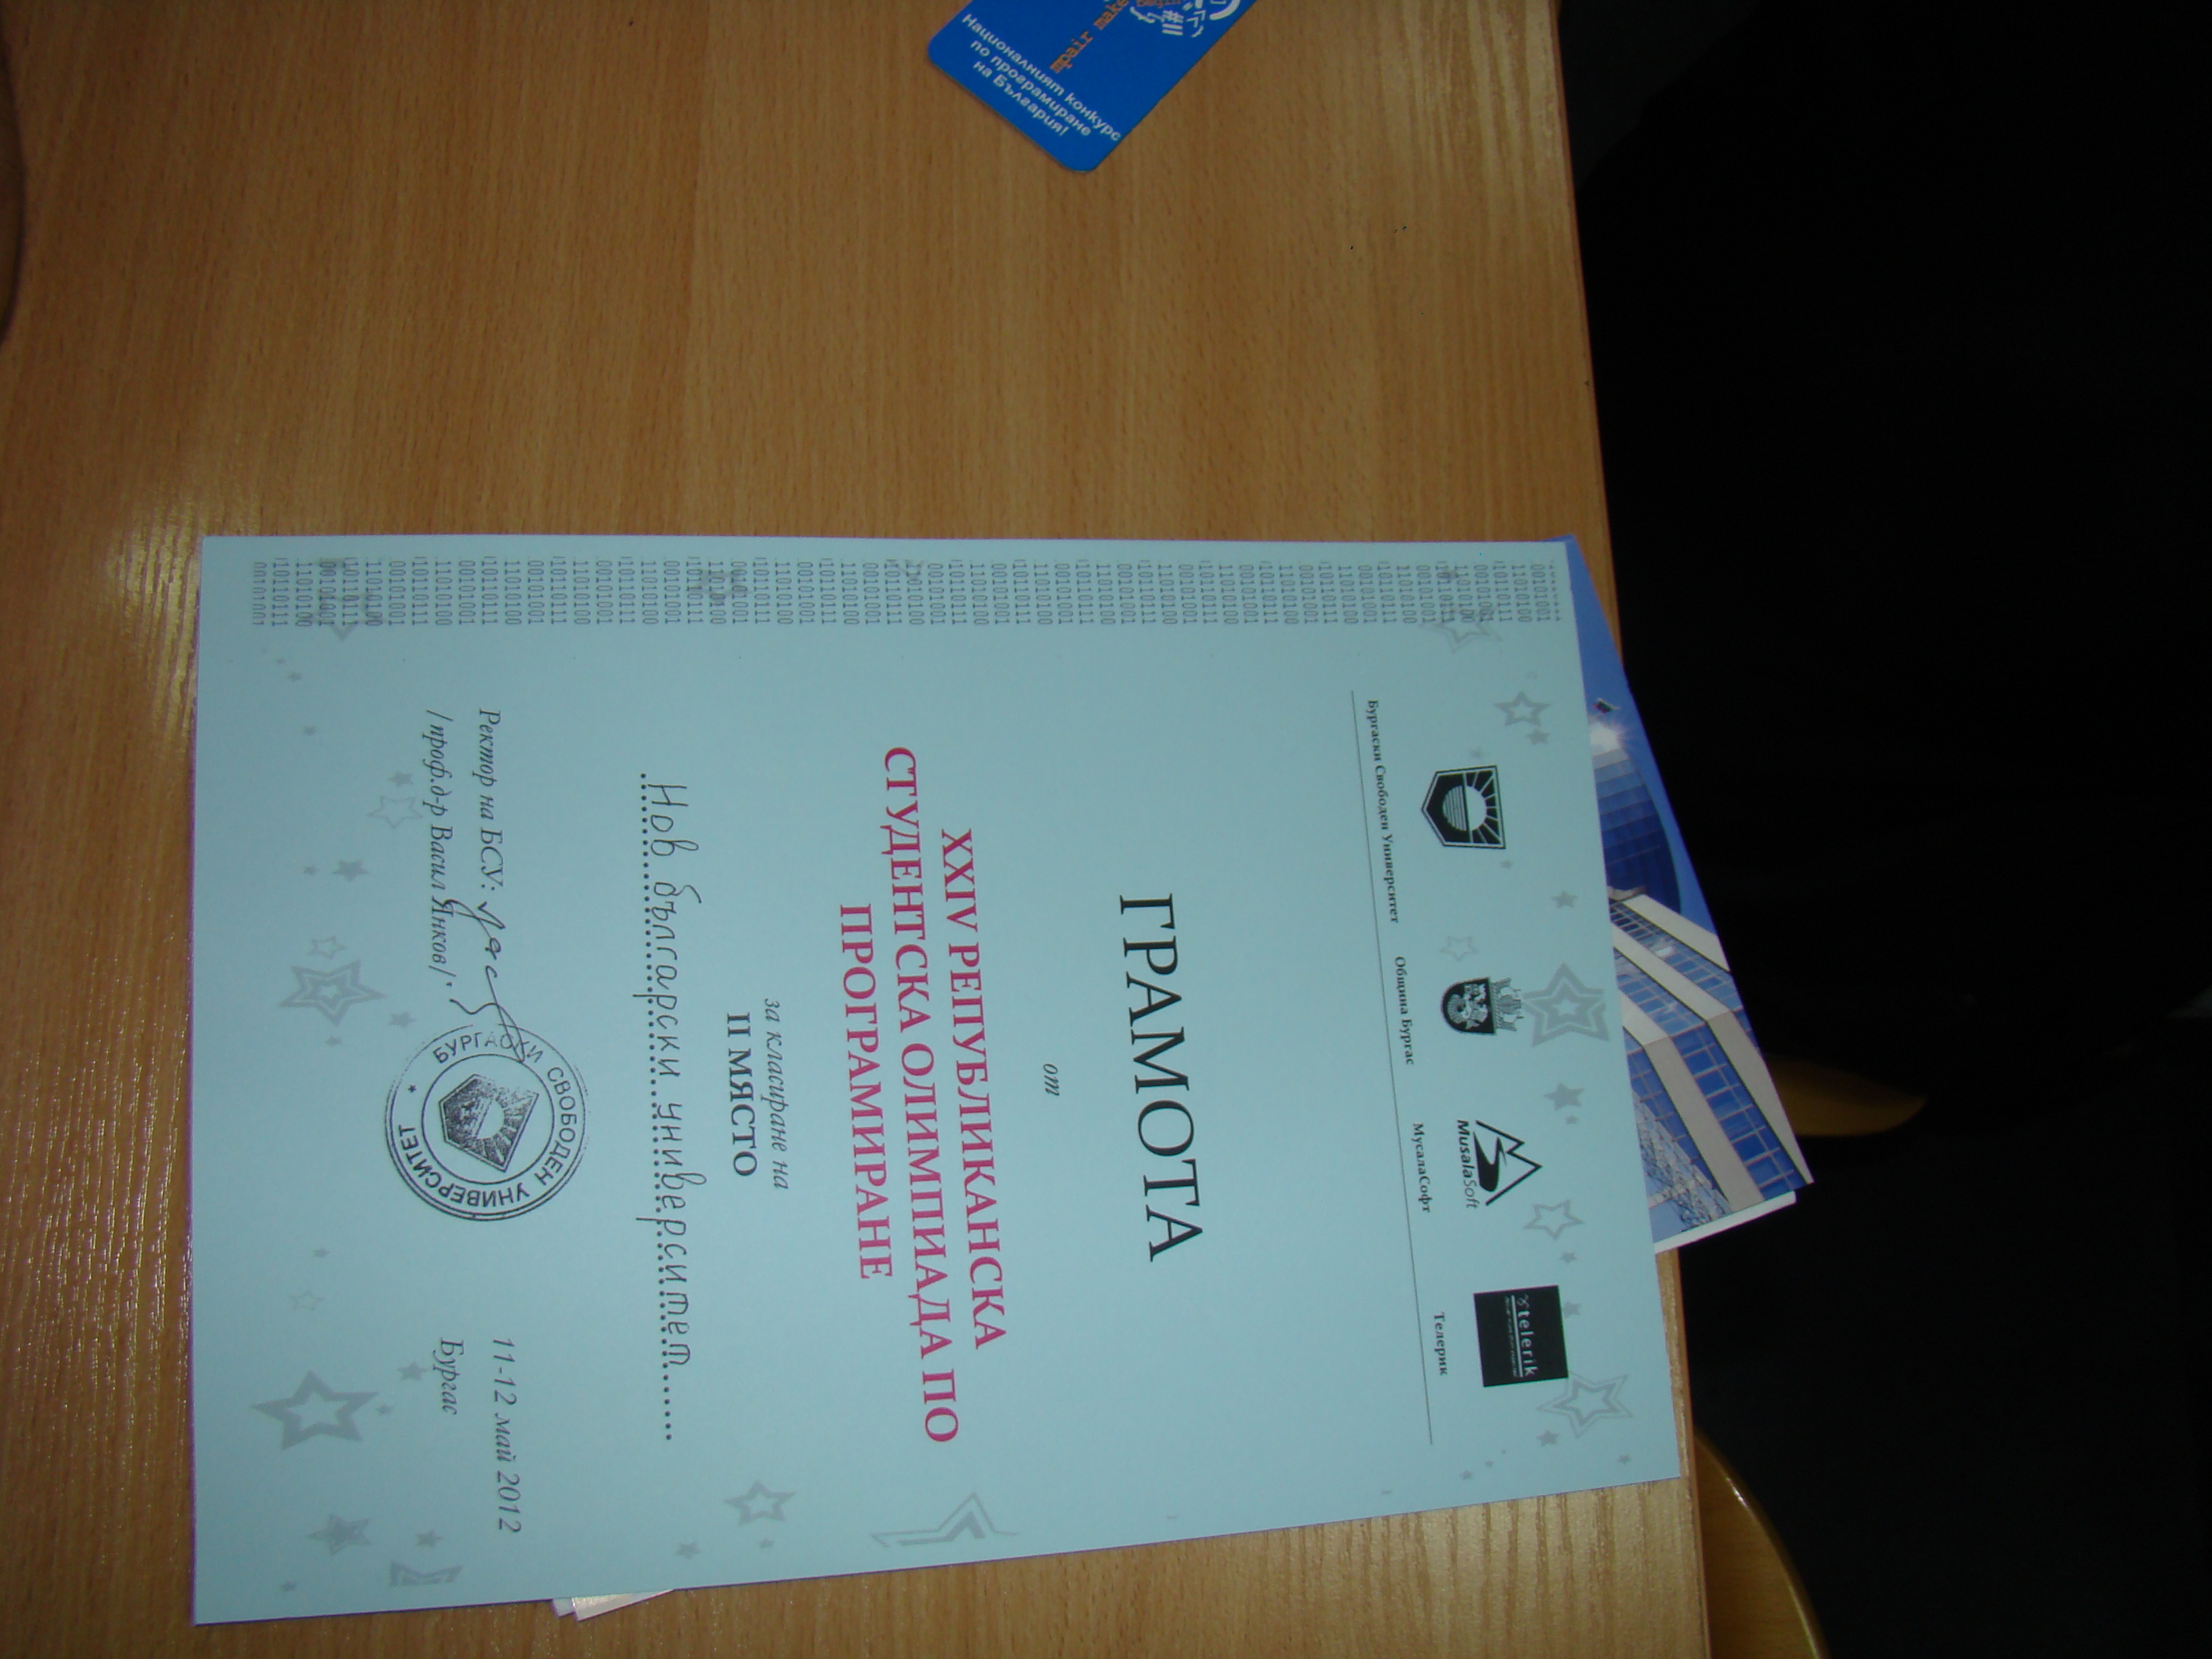 pair make
Националният конкурс
по програмиране
на България!
MusalaSoft
telerik
Бургаски Свободен Университет
Община Бургас
МусалаСофт
Телерик
ГРАМОТА
от
XXIV РЕПУБЛИКАНСКА
СТУДЕНТСКА ОЛИМПИАДА ПО
ПРОГРАМИРАНЕ
за класиране на
II МЯСТО
Нов български университет
Ректор на БСУ:
/проф.д-р Васил Янков/
БУРГАСКИ СВОБОДЕН УНИВЕРСИТЕТ
11-12 май 2012
Бургас